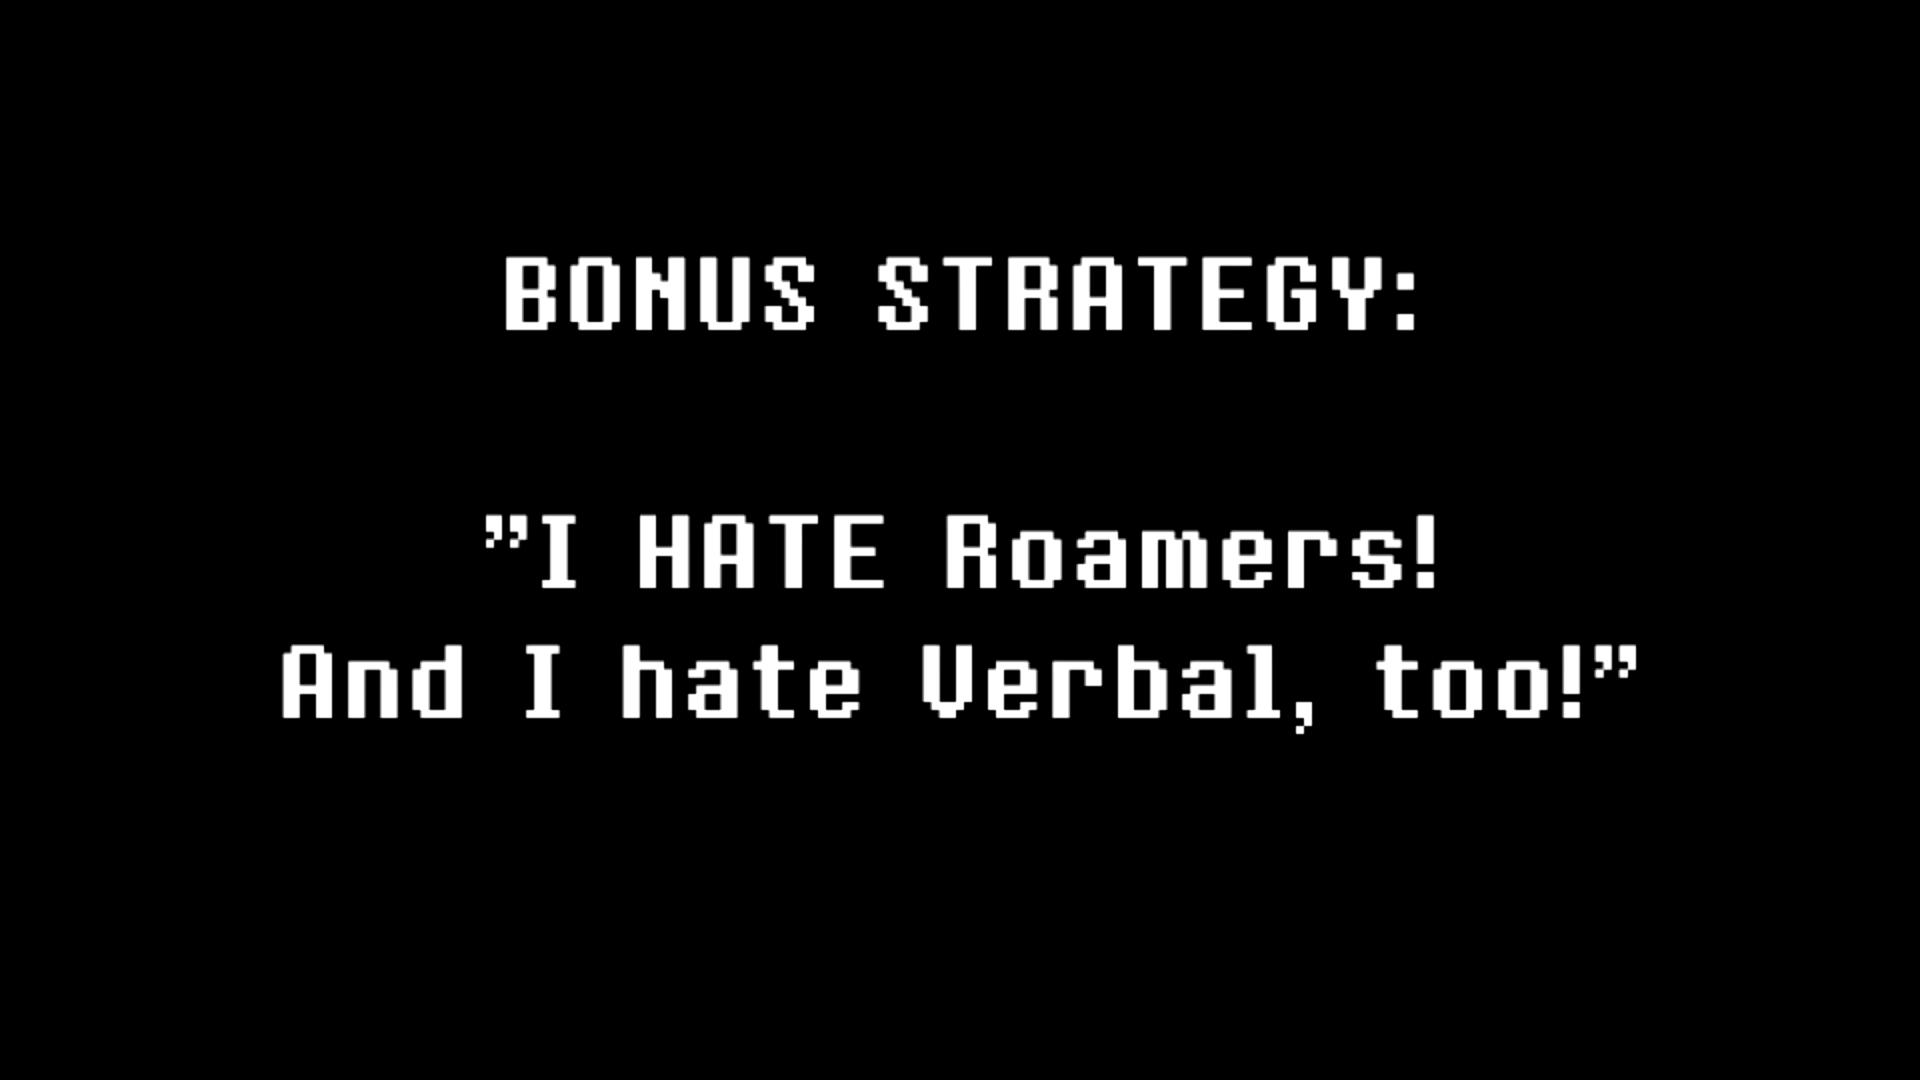 BONUS STRATEGY:
”I HATE Roamers!
And I hate Verbal, too!”